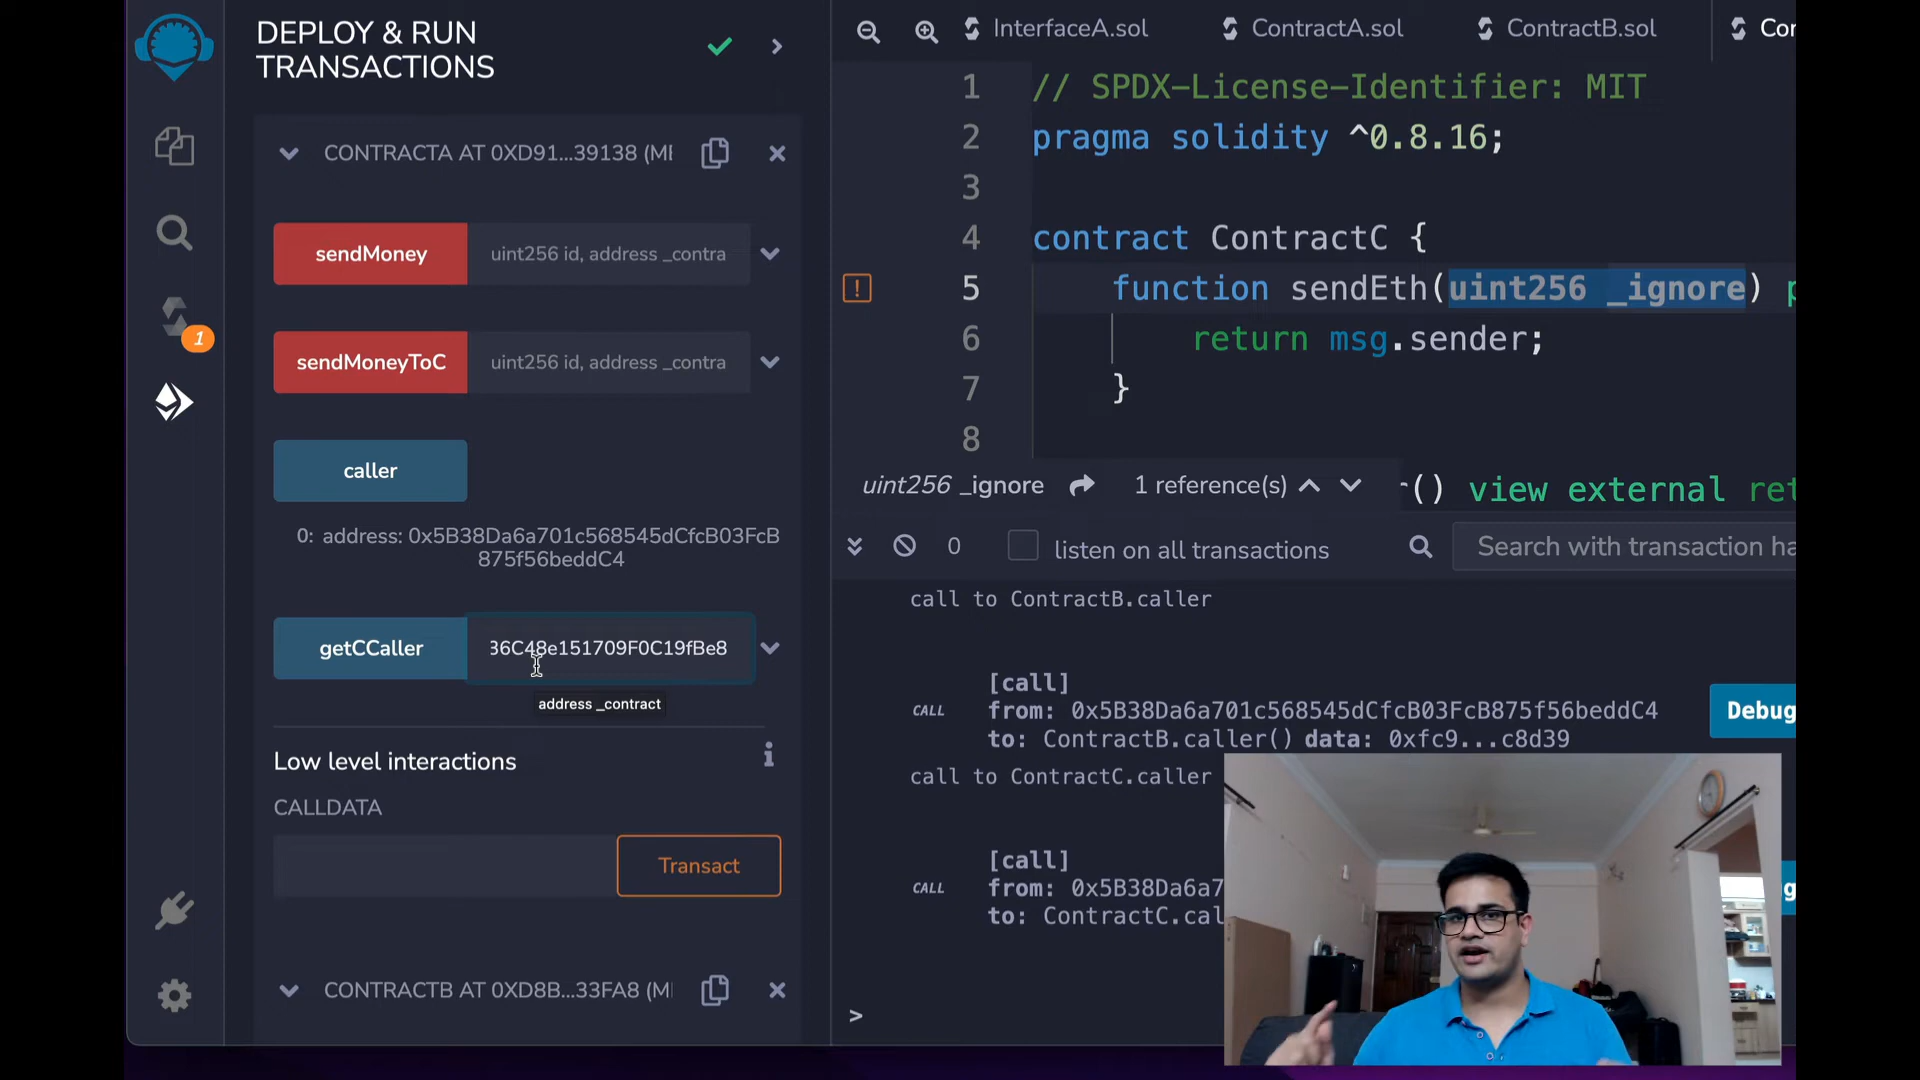 DEPLOY & RUN
TRANSACTIONS
CONTRACTA AT 0XD91...39138 (ME
sendMoney
uint256 id, address _contra
sendMoneyToC
uint256 id, address _contra
caller
0: address: 0x5B38Da6a701c568545dCfcB03FcB
875f56beddC4
getCCaller
36C48e151709F0C19fBe8
address _contract
Low level interactions
i
CALLDATA
Transact
CONTRACTB AT 0XD8B...33FA8 (M
1
InterfaceA.sol
ContractA.sol
ContractB.sol
Con
1 // SPDX-License-Identifier: MIT
2 pragma solidity ^0.8.16;
3
4 contract ContractC {
5 function sendEth(uint256 _ignore) p
6 return msg.sender;
7 }
8
uint256 _ignore
1 reference(s)
r() view external ret
0
listen on all transactions
Search with transaction ha
call to ContractB.caller
[call]
CALL from: 0x5B38Da6a701c568545dCfcB03FcB875f56beddC4
to: ContractB.caller() data: 0xfc9...c8d39
Debug
call to ContractC.caller
[call]
CALL from: 0x5B38Da6a7
to: ContractC.cal
g
>